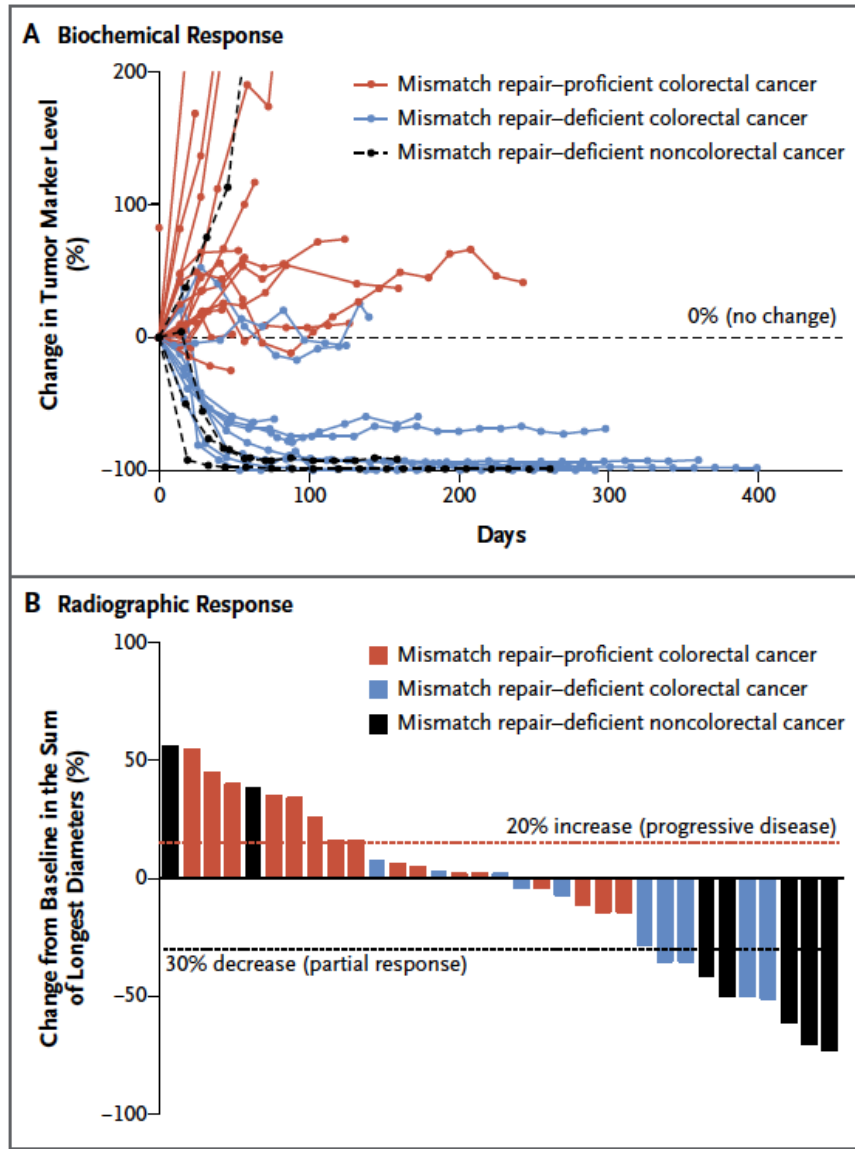 A Biochemical Response
200
100
0
−100
Change in Tumor Marker Level
(%)
Mismatch repair–proficient colorectal cancer
Mismatch repair–deficient colorectal cancer
Mismatch repair–deficient noncolorectal cancer
0% (no change)
0
100
200
300
400
Days
B Radiographic Response
100
50
0
−50
−100
Change from Baseline in the Sum
of Longest Diameters (%)
Mismatch repair–proficient colorectal cancer
Mismatch repair–deficient colorectal cancer
Mismatch repair–deficient noncolorectal cancer
20% increase (progressive disease)
30% decrease (partial response)